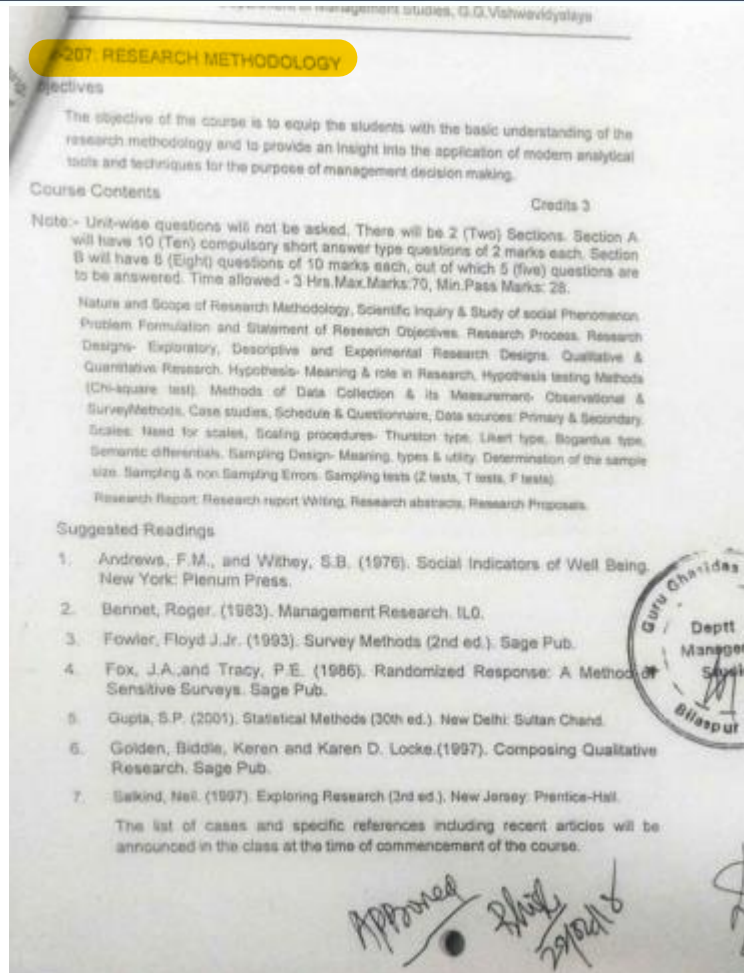 Management Studies, G.G.Vishwavidyalaya
-207: RESEARCH METHODOLOGY
bjectives
The objective of the course is to equip the students with the basic understanding of the
research methodology and to provide an insight into the application of modern analytical
tools and techniques for the purpose of management decision making.
Course Contents
Credits 3
Note:- Unit-wise questions will not be asked. There will be 2 (Two) Sections. Section A
will have 10 (Ten) compulsory short answer type questions of 2 marks each. Section
B will have 8 (Eight) questions of 10 marks each, out of which 5 (five) questions are
to be answered. Time allowed - 3 Hrs.Max.Marks:70, Min.Pass Marks: 28.
Nature and Scope of Research Methodology, Scientific Inquiry & Study of social Phenomenon.
Problem Formulation and Statement of Research Objectives. Research Process. Research
Designs- Exploratory, Descriptive and Experimental Research Designs. Qualitative &
Quantitative Research. Hypothesis- Meaning & role in Research, Hypothesis testing Methods
(Chi-square test). Methods of Data Collection & its Measurement- Observational &
SurveyMethods, Case studies, Schedule & Questionnaire, Data sources: Primary & Secondary.
Scales: Need for scales, Scaling procedures- Thurston type, Likert type, Bogardus type,
Semantic differentials. Sampling Design- Meaning, types & utility. Determination of the sample
size. Sampling & non Sampling Errors. Sampling tests (Z tests, T tests, F tests).
Research Report: Research report Writing, Research abstracts, Research Proposals.
Suggested Readings
1. Andrews, F.M., and Withey, S.B. (1976). Social Indicators of Well Being.
New York: Plenum Press.
2. Bennet, Roger. (1983). Management Research. ILO.
3. Fowler, Floyd J.Jr. (1993). Survey Methods (2nd ed.). Sage Pub.
4. Fox, J.A.,and Tracy, P.E. (1986). Randomized Response: A Method of
Sensitive Surveys. Sage Pub.
5. Gupta, S.P. (2001). Statistical Methods (30th ed.). New Delhi: Sultan Chand.
6. Golden, Biddle, Keren and Karen D. Locke.(1997). Composing Qualitative
Research. Sage Pub.
7. Salkind, Neil. (1997). Exploring Research (3rd ed.). New Jersey: Prentice-Hall.
The list of cases and specific references including recent articles will be
announced in the class at the time of commencement of the course.
Guru Ghasidas
Deptt
Manage
Bilaspur
Approved